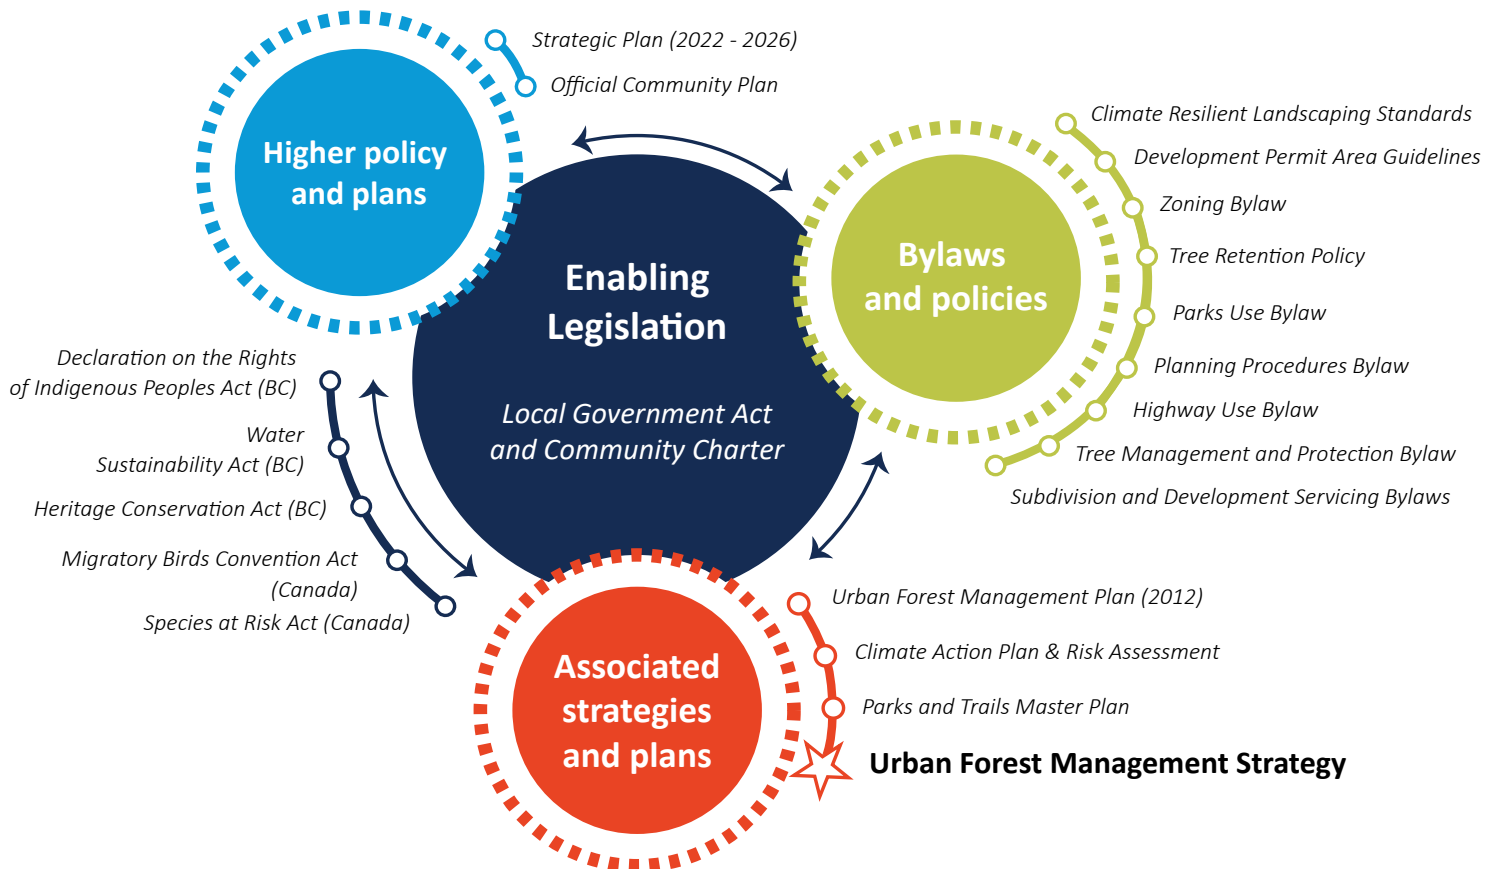 Strategic Plan (2022 - 2026)
Official Community Plan
Higher policy
and plans
Climate Resilient Landscaping Standards
Development Permit Area Guidelines
Zoning Bylaw
Tree Retention Policy
Parks Use Bylaw
Planning Procedures Bylaw
Highway Use Bylaw
Tree Management and Protection Bylaw
Subdivision and Development Servicing Bylaws
Bylaws
and policies
Enabling
Legislation
Local Government Act
and Community Charter
Declaration on the Rights
of Indigenous Peoples Act (BC)
Water
Sustainability Act (BC)
Heritage Conservation Act (BC)
Migratory Birds Convention Act
(Canada)
Species at Risk Act (Canada)
Associated
strategies
and plans
Urban Forest Management Plan (2012)
Climate Action Plan & Risk Assessment
Parks and Trails Master Plan
Urban Forest Management Strategy